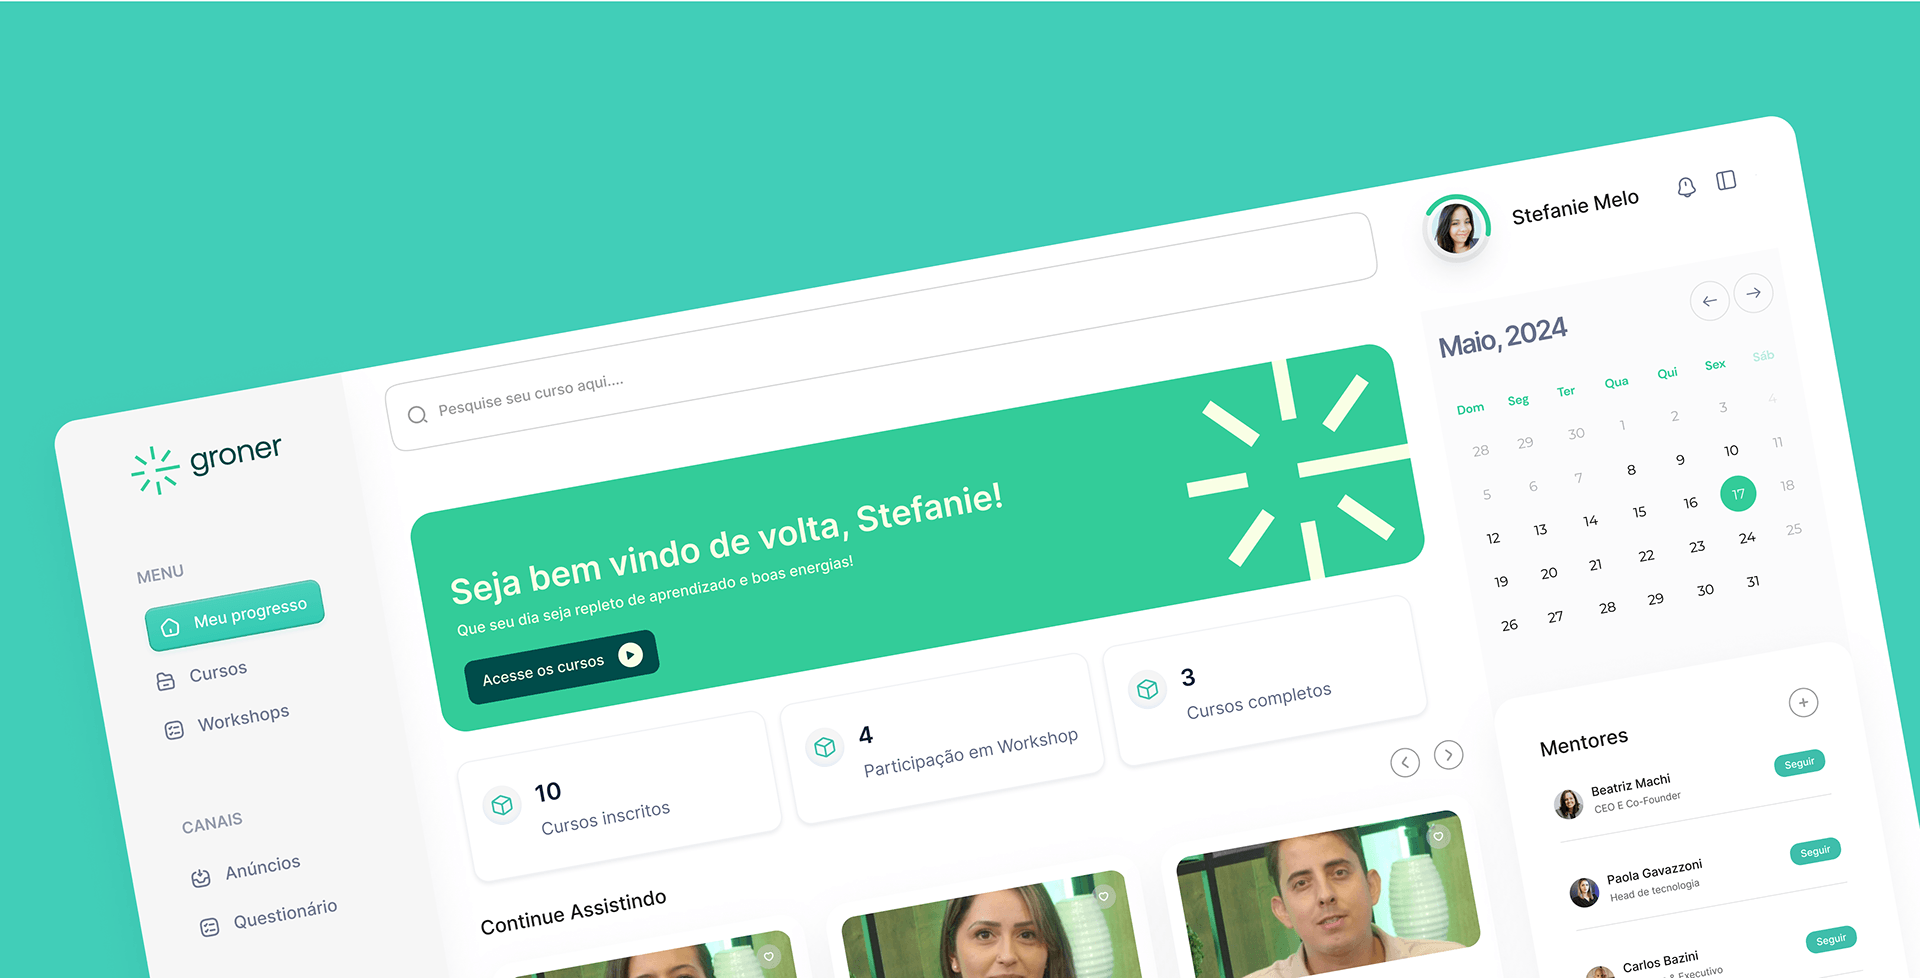 groner
MENU
Meu progresso
Cursos
Workshops
CANAIS
Anúncios
Questionário
Pesquise seu curso aqui....
Seja bem vindo de volta, Stefanie!
Que seu dia seja repleto de aprendizado e boas energias!
Acesse os cursos
10
Cursos inscritos
4
Participação em Workshop
3
Cursos completos
Continue Assistindo
Stefanie Melo
Maio, 2024
Dom Seg Ter Qua Qui Sex Sáb
28 29 30 1 2 3 4
5 6 7 8 9 10 11
12 13 14 15 16 17 18
19 20 21 22 23 24 25
26 27 28 29 30 31
Mentores
Beatriz Machi
CEO E Co-Founder
Seguir
Paola Gavazzoni
Head de tecnologia
Seguir
Carlos Bazini
& Executivo
Seguir